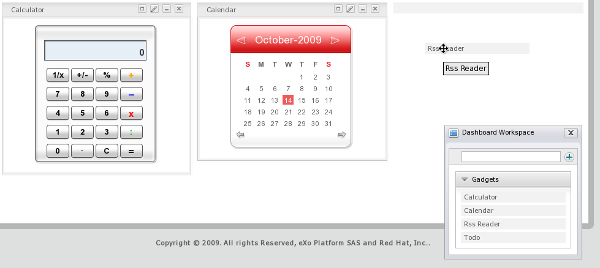 Calculator
0
1/x +/- % ÷
7 8 9 −
4 5 6 x
1 2 3 :
0 . C =
Calendar
October-2009
S M T W T F S
1 2 3
4 5 6 7 8 9 10
11 12 13 14 15 16 17
18 19 20 21 22 23 24
25 26 27 28 29 30 31
Rss Reader
Rss Reader
Dashboard Workspace
Gadgets
Calculator
Calendar
Rss Reader
Todo
Copyright © 2009. All rights Reserved, eXo Platform SAS and Red Hat, Inc..